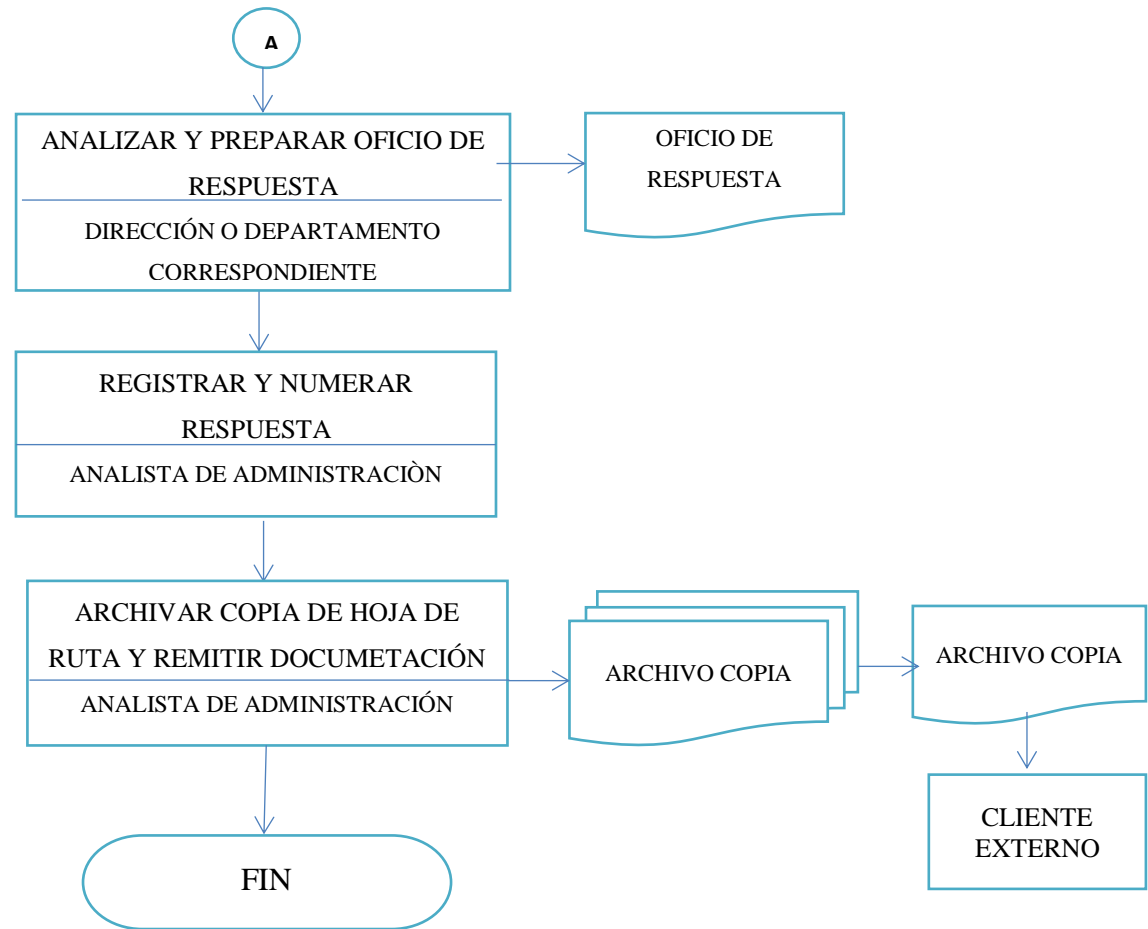 A
ANALIZAR Y PREPARAR OFICIO DE
RESPUESTA
DIRECCIÓN O DEPARTAMENTO
CORRESPONDIENTE
OFICIO DE
RESPUESTA
REGISTRAR Y NUMERAR
RESPUESTA
ANALISTA DE ADMINISTRACIÒN
ARCHIVAR COPIA DE HOJA DE
RUTA Y REMITIR DOCUMETACIÓN
ANALISTA DE ADMINISTRACIÓN
ARCHIVO COPIA
ARCHIVO COPIA
CLIENTE
EXTERNO
FIN